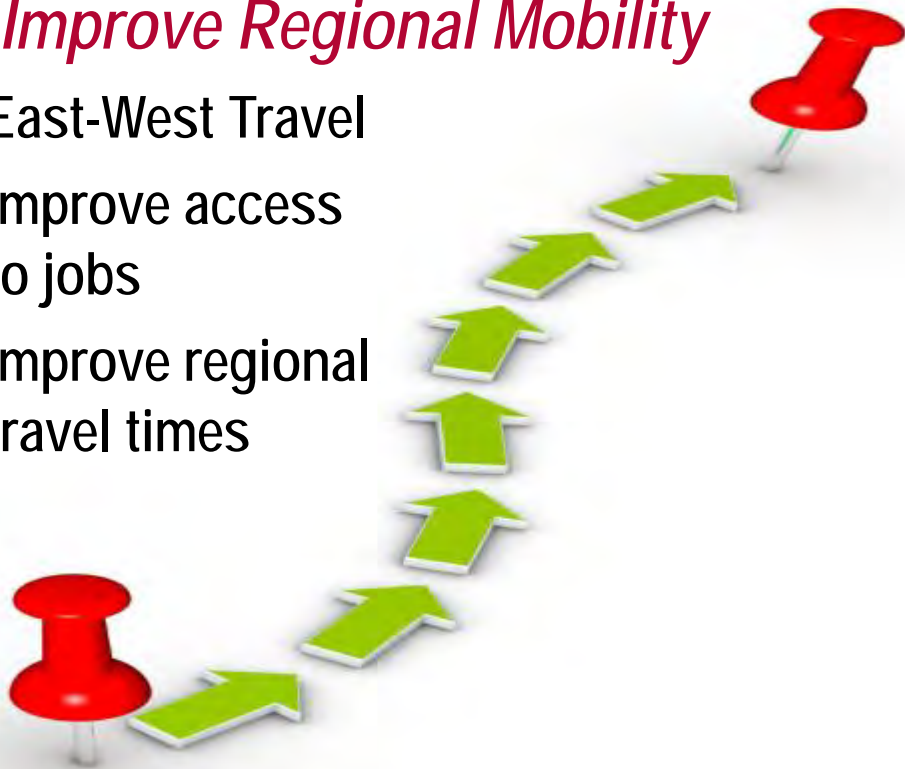 Improve Regional Mobility
East-West Travel
mprove access
o jobs
mprove regional
ravel times